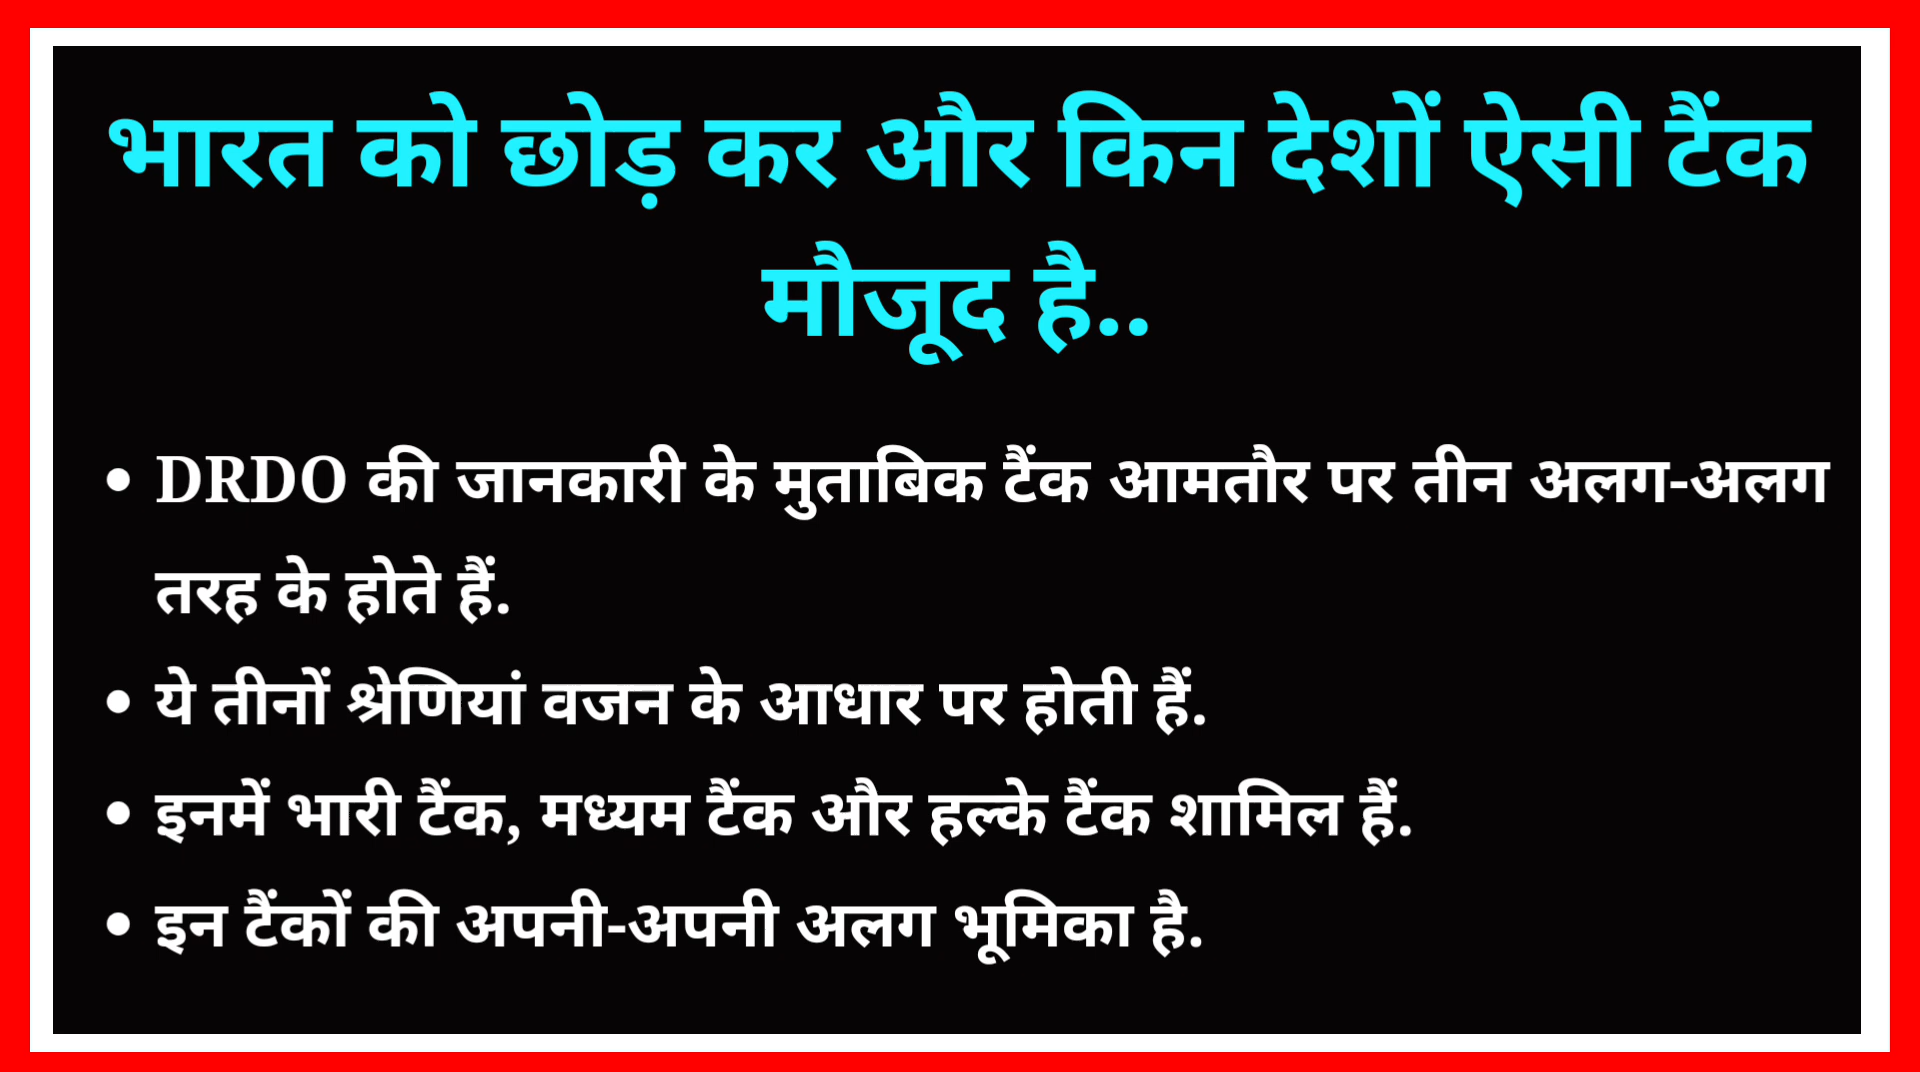 भारत को छोड़ कर और किन देशों ऐसी टैंक
मौजूद है..
• DRDO की जानकारी के मुताबिक टैंक आमतौर पर तीन अलग-अलग
तरह के होते हैं.
• ये तीनों श्रेणियां वजन के आधार पर होती हैं.
• इनमें भारी टैंक, मध्यम टैंक और हल्के टैंक शामिल हैं.
• इन टैंकों की अपनी-अपनी अलग भूमिका है.